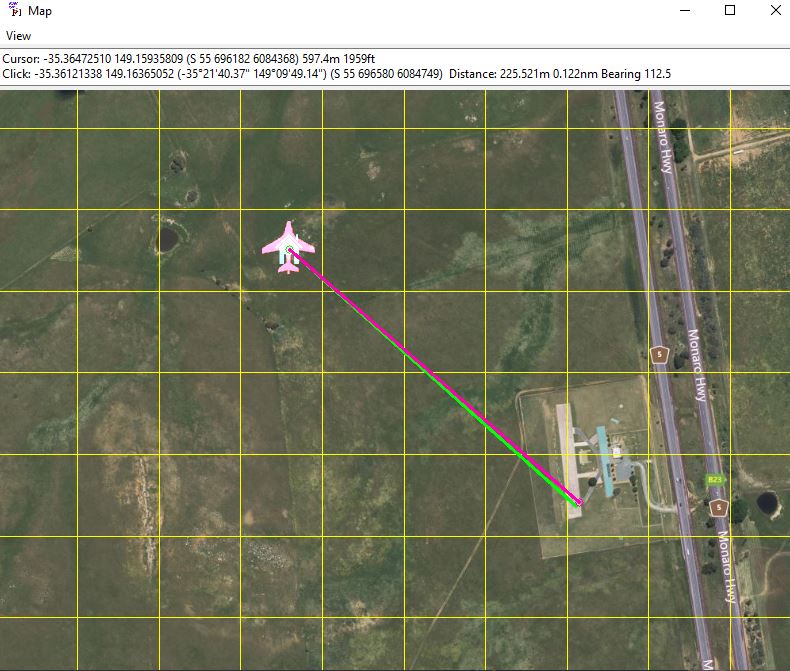 Map
View
Cursor: -35.36472510 149.15935809 (S 55 696182 6084368) 597.4m 1959ft
Click: -35.36121338 149.16365052 (-35°21'40.37" 149°09'49.14") (S 55 696580 6084749)  Distance: 225.521m 0.122nm Bearing 112.5
Monaro Hwy
5
Monaro Hwy
B23
5
Monaro Hwy
M